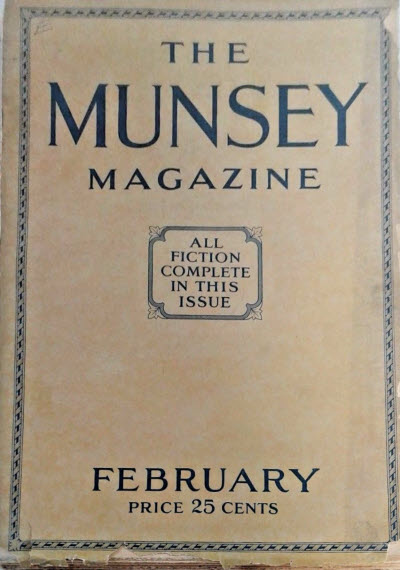 THE
MUNSEY
MAGAZINE
ALL
FICTION
COMPLETE
IN THIS
ISSUE
FEBRUARY
PRICE 25 CENTS